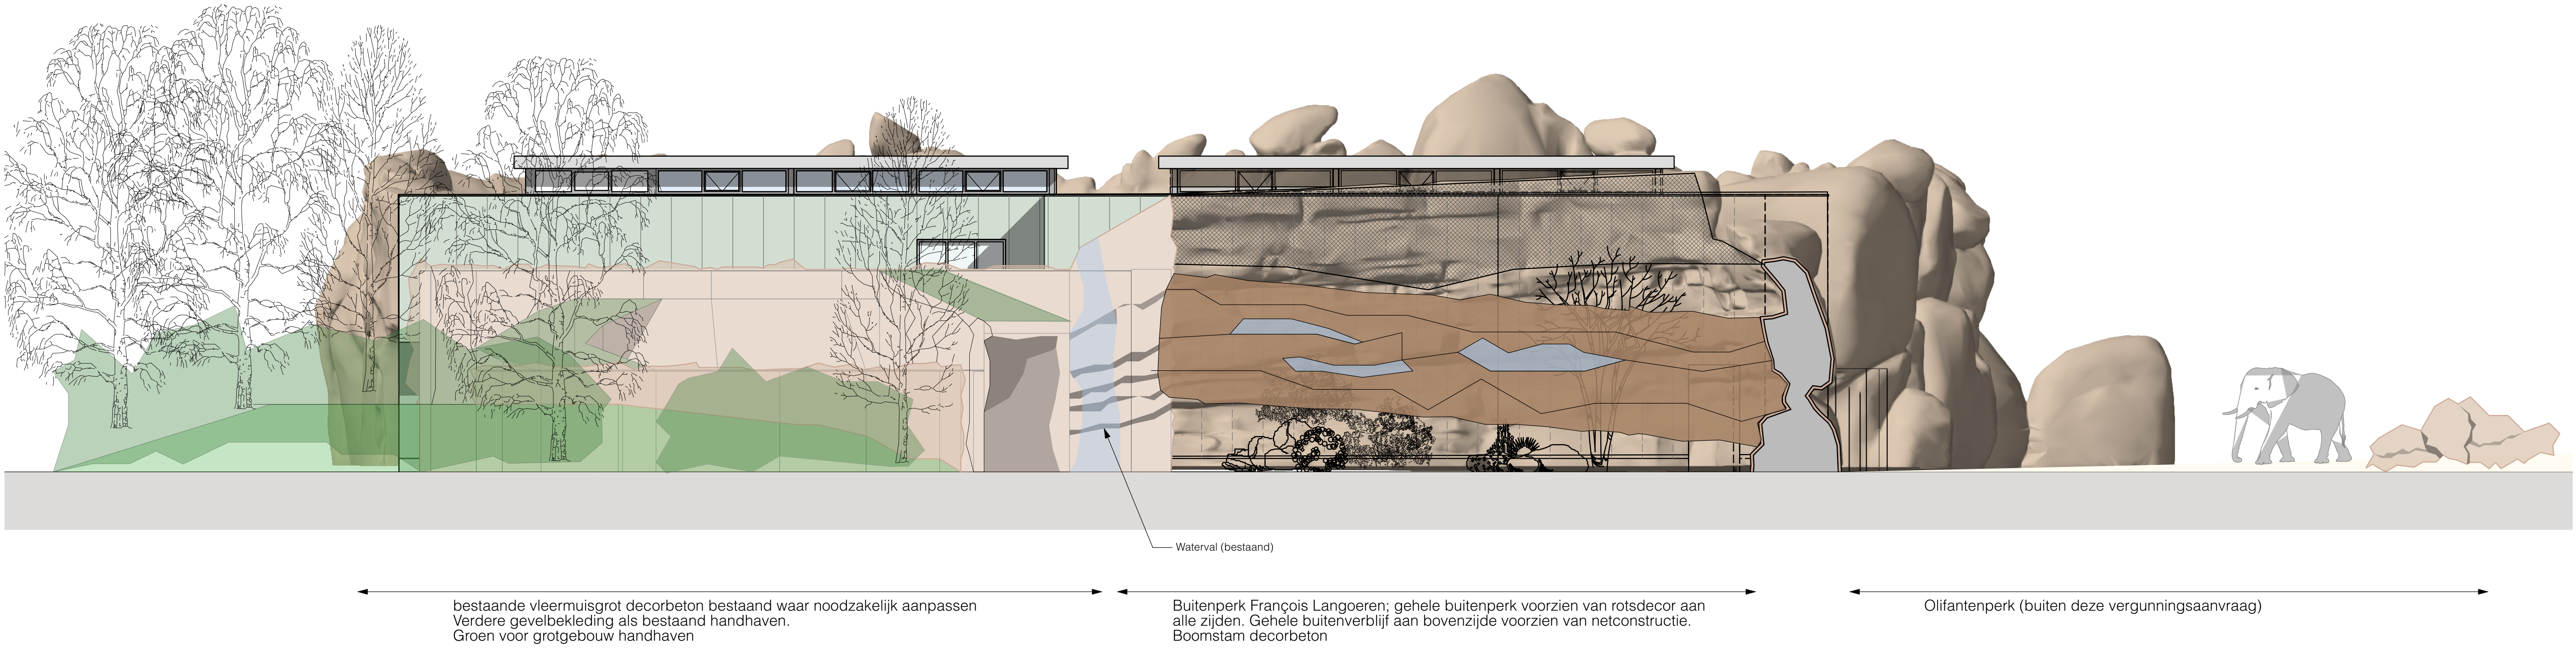 Waterval (bestaand)
bestaande vleermuisgrot decorbeton bestaand waar noodzakelijk aanpassen
Verdere gevelbekleding als bestaand handhaven.
Groen voor grotgebouw handhaven
Buitenperk François Langoeren; gehele buitenperk voorzien van rotsdecor aan
alle zijden. Gehele buitenverblijf aan bovenzijde voorzien van netconstructie.
Boomstam decorbeton
Olifantenperk (buiten deze vergunningsaanvraag)